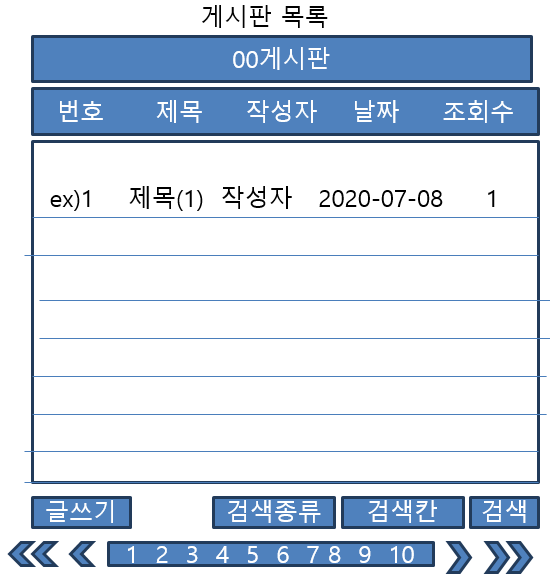 게시판 목록
00게시판
번호 제목 작성자 날짜 조회수
ex)1 제목(1) 작성자 2020-07-08 1
글쓰기 검색종류 검색칸 검색
1 2 3 4 5 6 7 8 9 10